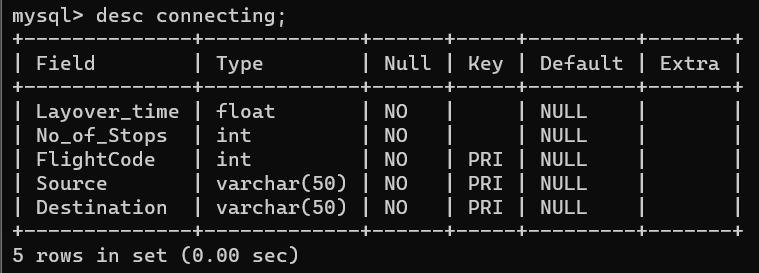 mysql> desc connecting;
+--------------+-------------+------+-----+---------+-------+
| Field        | Type        | Null | Key | Default | Extra |
+--------------+-------------+------+-----+---------+-------+
| Layover_time | float       | NO   |     | NULL    |       |
| No_of_Stops  | int         | NO   |     | NULL    |       |
| FlightCode   | int         | NO   | PRI | NULL    |       |
| Source       | varchar(50) | NO   | PRI | NULL    |       |
| Destination  | varchar(50) | NO   | PRI | NULL    |       |
+--------------+-------------+------+-----+---------+-------+
5 rows in set (0.00 sec)